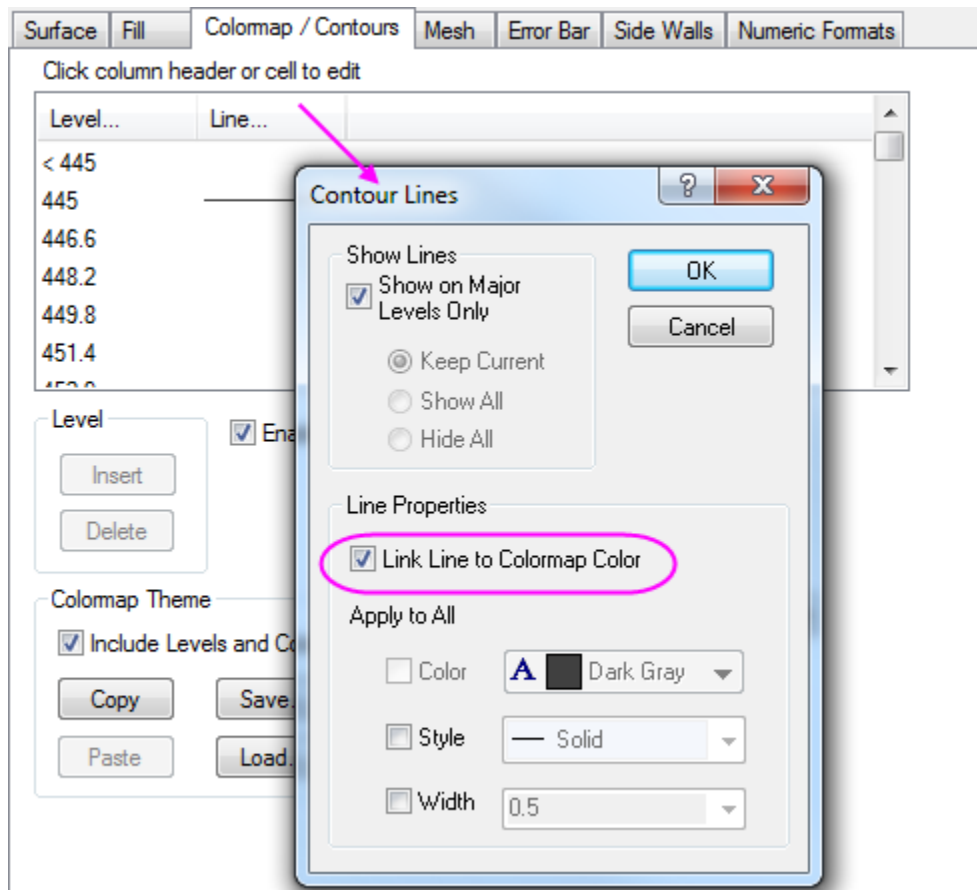 Surface Fill Colormap / Contours Mesh Error Bar Side Walls Numeric Formats
Click column header or cell to edit
Level... Line...
< 445
445
446.6
448.2
449.8
451.4
Level
Insert
Delete
Ena
Colormap Theme
Include Levels and Co
Copy Save.
Paste Load.
Contour Lines
Show Lines
Show on Major
Levels Only
Keep Current
Show All
Hide All
OK
Cancel
Line Properties
Link Line to Colormap Color
Apply to All
Color A Dark Gray
Style Solid
Width 0.5